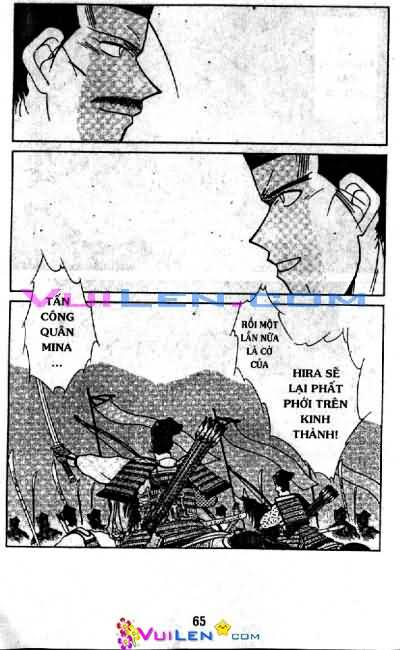 VUILEN.COM
TẤN
CÔNG
QUÂN
MINA
...
RỒI MỘT
LẦN NỮA
LÁ CỜ
CỦA
HIRA SẼ
LẠI PHẤT
PHỚI TRÊN
KINH
THÀNH!
65
VUILEN.COM